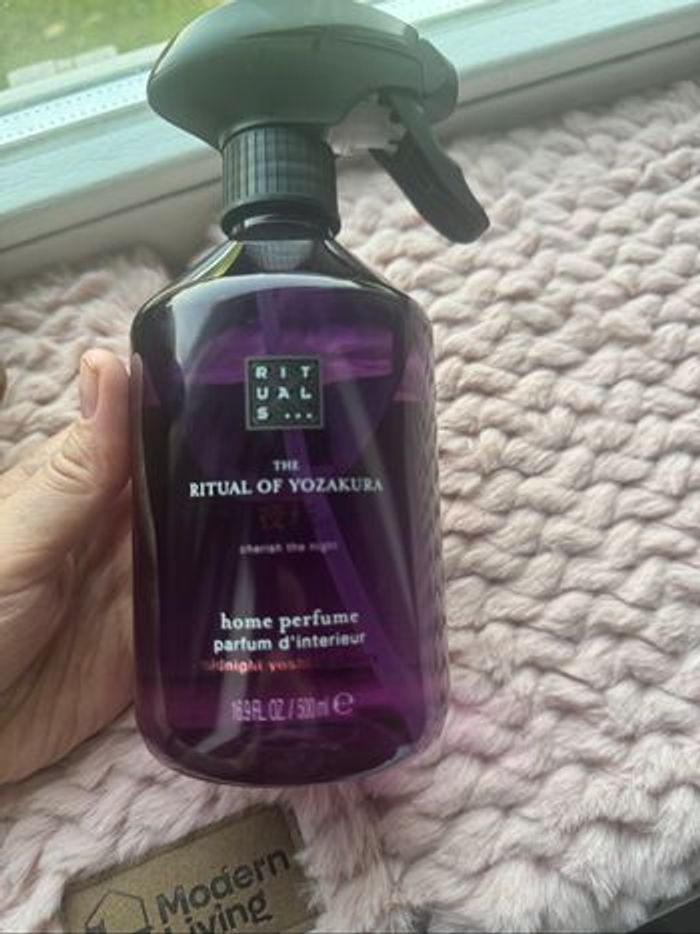 RIT
UAL
S...
THE
RITUAL OF YOZAKURA
cherish the night
home perfume
parfum d'interieur
midnight
16.9 FL. OZ. / 500 ml ℮
Modern
Living